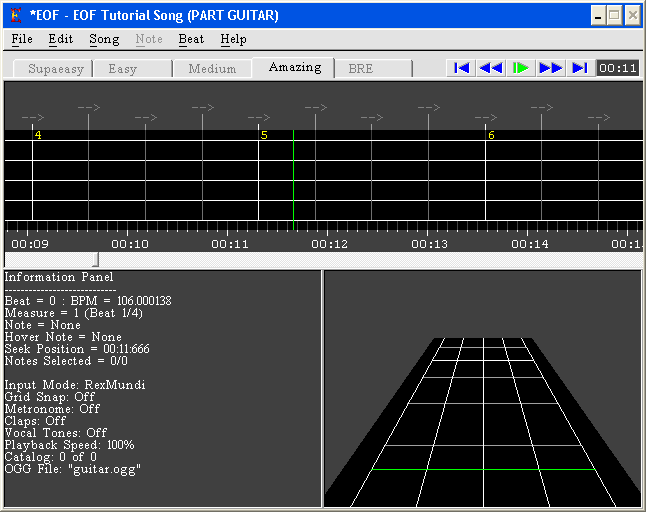 *EOF - EOF Tutorial Song (PART GUITAR)
File Edit Song Note Beat Help
Supaeasy Easy Medium Amazing BRE 00:11
--> --> --> --> --> -->
--> --> --> --> -->
4 5 6
00:09 00:10 00:11 00:12 00:13 00:14 00:1
Information Panel
----------------------------
Beat = 0 : BPM = 106.000138
Measure = 1 (Beat 1/4)
Note = None
Hover Note = None
Seek Position = 00:11:666
Notes Selected = 0/0
Input Mode: RexMundi
Grid Snap: Off
Metronome: Off
Claps: Off
Vocal Tones: Off
Playback Speed: 100%
Catalog: 0 of 0
OGG File: "guitar.ogg"